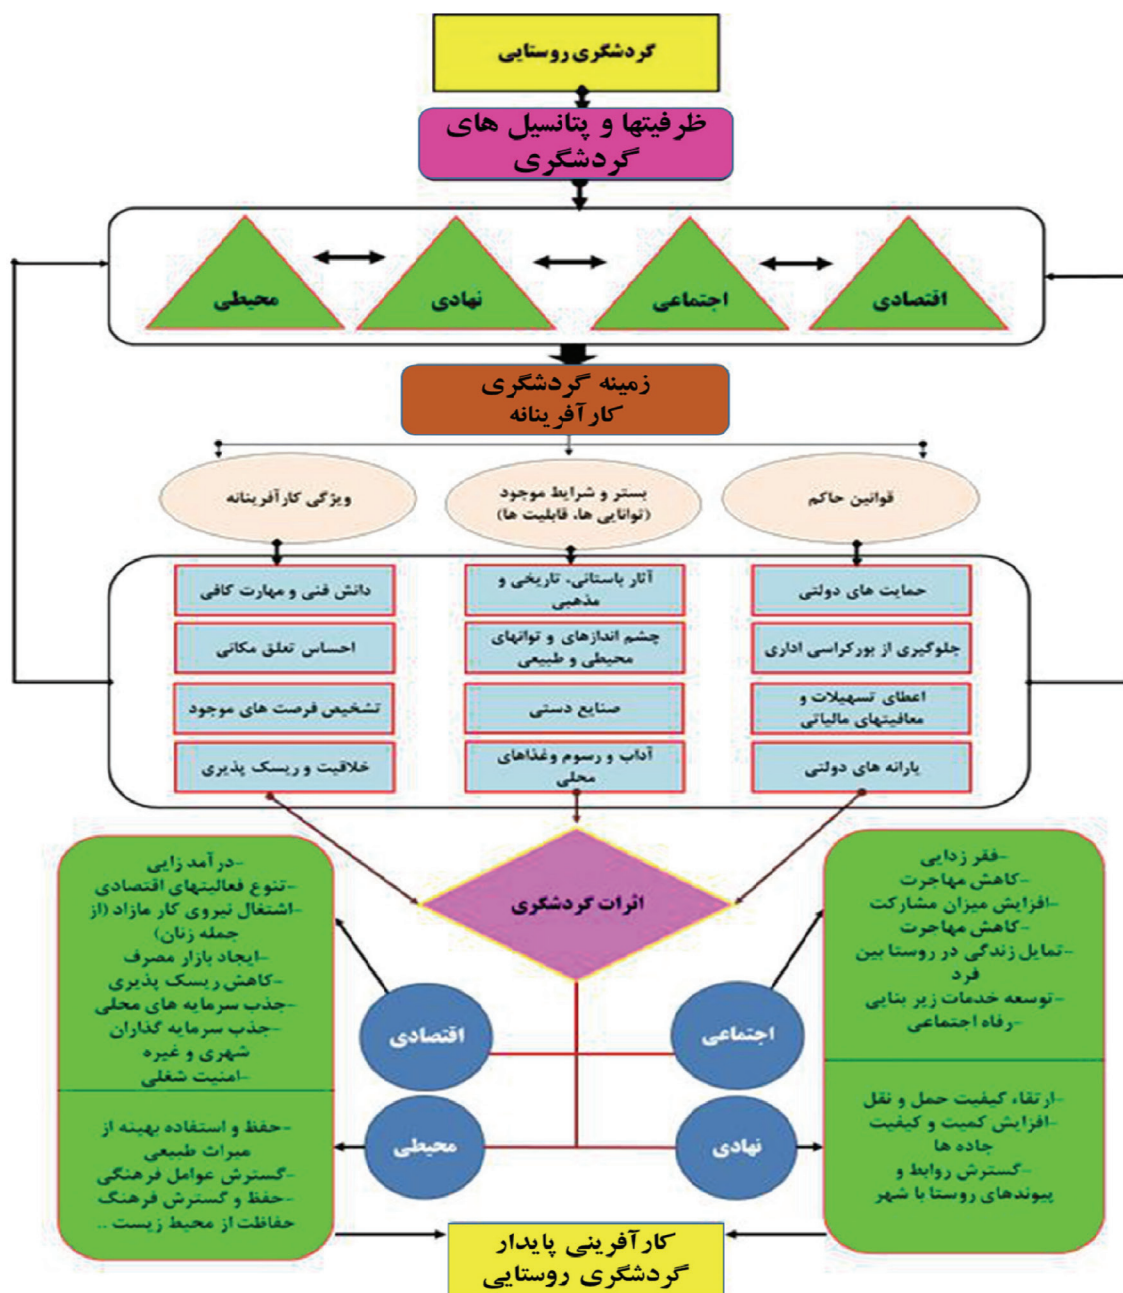 گردشگری روستایی
ظرفیتها و پتانسیل های
گردشگری
اقتصادی
اجتماعی
نهادی
محیطی
زمینه گردشگری
کارآفرینانه
قوانین حاکم
بستر و شرایط موجود
(توانایی ها، قابلیت ها)
ویژگی کارآفرینانه
حمایت های دولتی
جلوگیری از بورکراسی اداری
اعطای تسهیلات و
معافیتهای مالیاتی
یارانه های دولتی
آثار باستانی، تاریخی و
مذهبی
چشم اندازهای و توانهای
محیطی و طبیعی
صنایع دستی
آداب و رسوم وغذاهای
محلی
دانش فنی و مهارت کافی
احساس تعلق مکانی
تشخیص فرصت های موجود
خلاقیت و ریسک پذیری
اثرات گردشگری
اجتماعی
اقتصادی
نهادی
محیطی
-فقر زدایی
-کاهش مهاجرت
-افزایش میزان مشارکت
-کاهش مهاجرت
-تمایل زندگی در روستا بین
فرد
-توسعه خدمات زیر بنایی
-رفاه اجتماعی
-ارتقاء کیفیت حمل و نقل
-افزایش کمیت و کیفیت
جاده ها
-گسترش روابط و
پیوندهای روستا با شهر
-درآمد زایی
-تنوع فعالیتهای اقتصادی
-اشتغال نیروی کار مازاد (از
جمله زنان)
-ایجاد بازار مصرف
-کاهش ریسک پذیری
-جذب سرمایه های محلی
-جذب سرمایه گذاران
شهری و غیره
-امنیت شغلی
-حفظ و استفاده بهینه از
میراث طبیعی
-گسترش عوامل فرهنگی
-حفظ و گسترش فرهنگ
حفاظت از محیط زیست ..
کارآفرینی پایدار
گردشگری روستایی